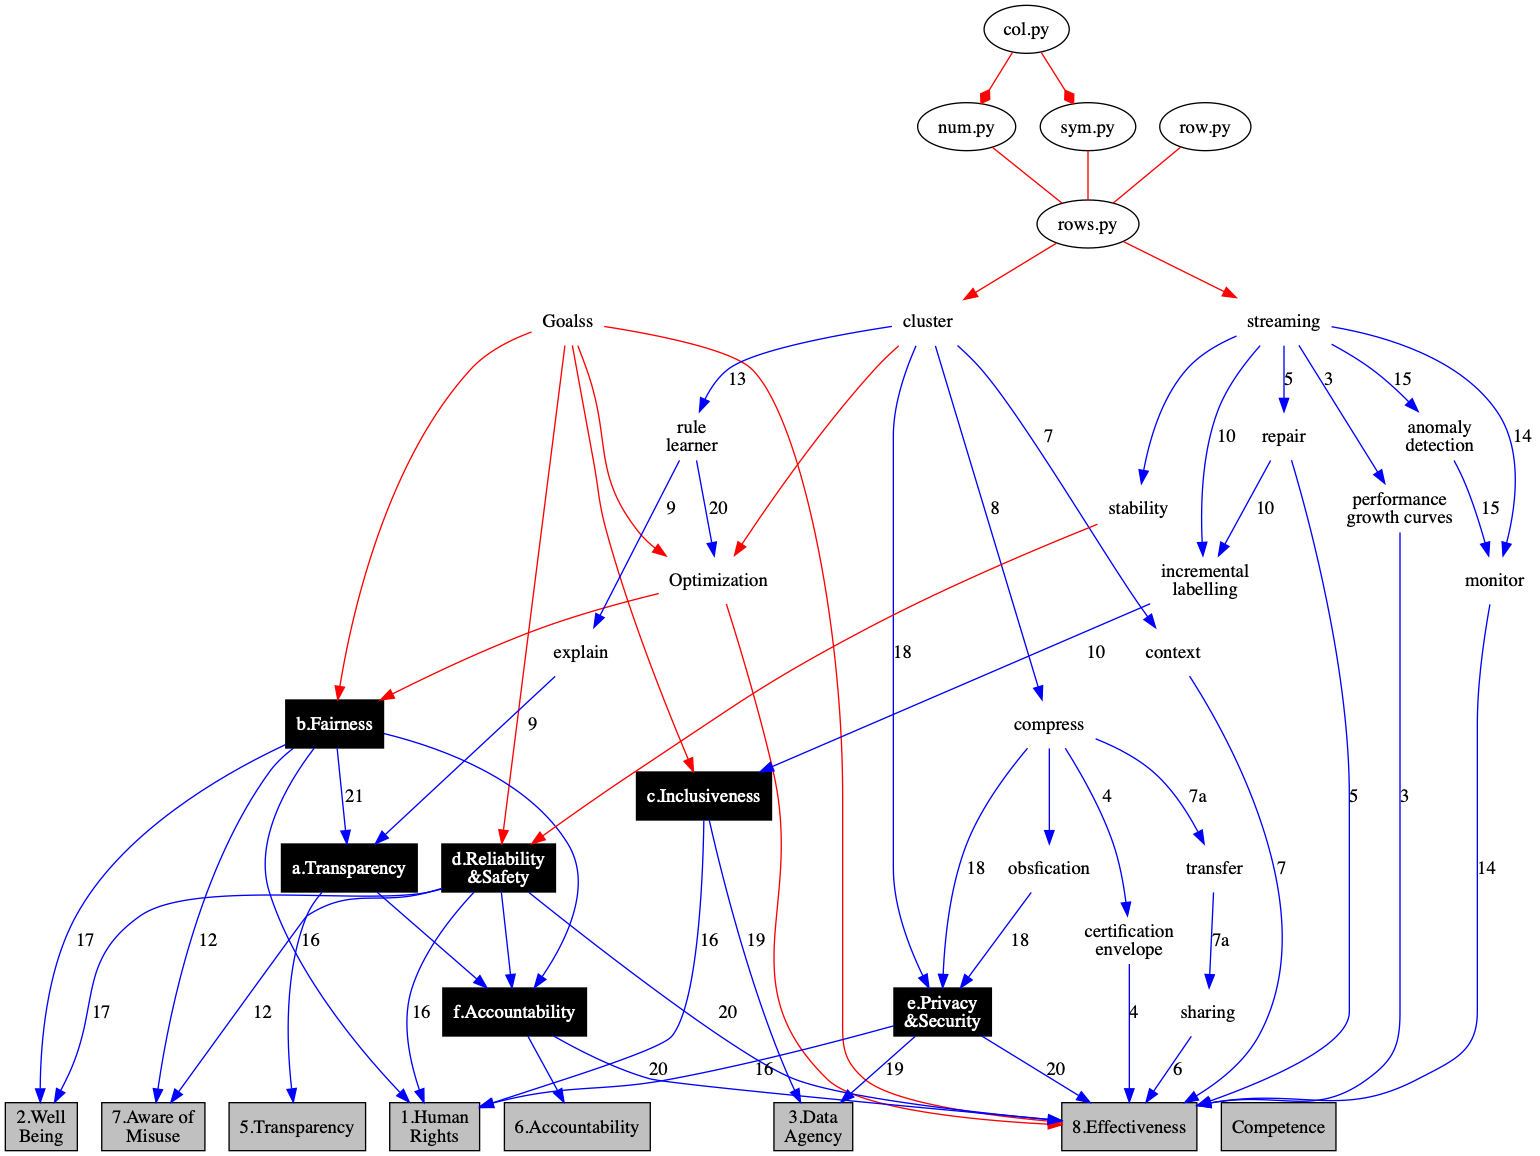 col.py
num.py
sym.py
row.py
rows.py
Goalss
cluster
streaming
13
5
3
15
rule
learner
7
10
repair
anomaly
detection
14
9
20
8
stability
10
performance
growth curves
15
Optimization
incremental
labelling
monitor
explain
18
10
context
b.Fairness
9
compress
21
c.Inclusiveness
4
7a
5
3
a.Transparency
d.Reliability
&Safety
18
obsfication
transfer
7
14
17
12
16
16
19
18
certification
envelope
7a
17
12
16
f.Accountability
20
e.Privacy
&Security
4
sharing
20
16
19
20
6
2.Well
Being
7.Aware of
Misuse
5.Transparency
1.Human
Rights
6.Accountability
3.Data
Agency
8.Effectiveness
Competence